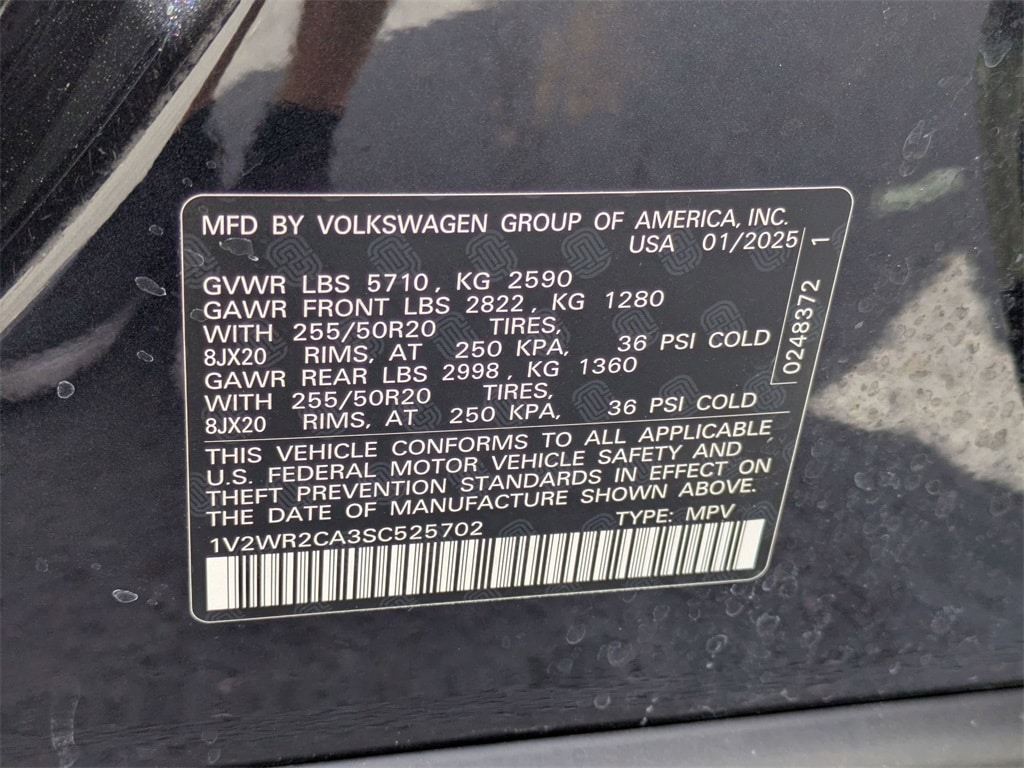 MFD BY VOLKSWAGEN GROUP OF AMERICA, INC.
USA 01/2025
GVWR LBS 5710, KG 2590
GAWR FRONT LBS 2822, KG 1280
WITH 255/50R20 TIRES,
8JX20 RIMS, AT 250 KPA, 36 PSI COLD
GAWR REAR LBS 2998, KG 1360
WITH 255/50R20 TIRES,
8JX20 RIMS, AT 250 KPA, 36 PSI COLD
0248372 1
THIS VEHICLE CONFORMS TO ALL APPLICABLE
U.S. FEDERAL MOTOR VEHICLE SAFETY AND
THEFT PREVENTION STANDARDS IN EFFECT ON
THE DATE OF MANUFACTURE SHOWN ABOVE.
1V2WR2CA3SC525702 TYPE: MPV